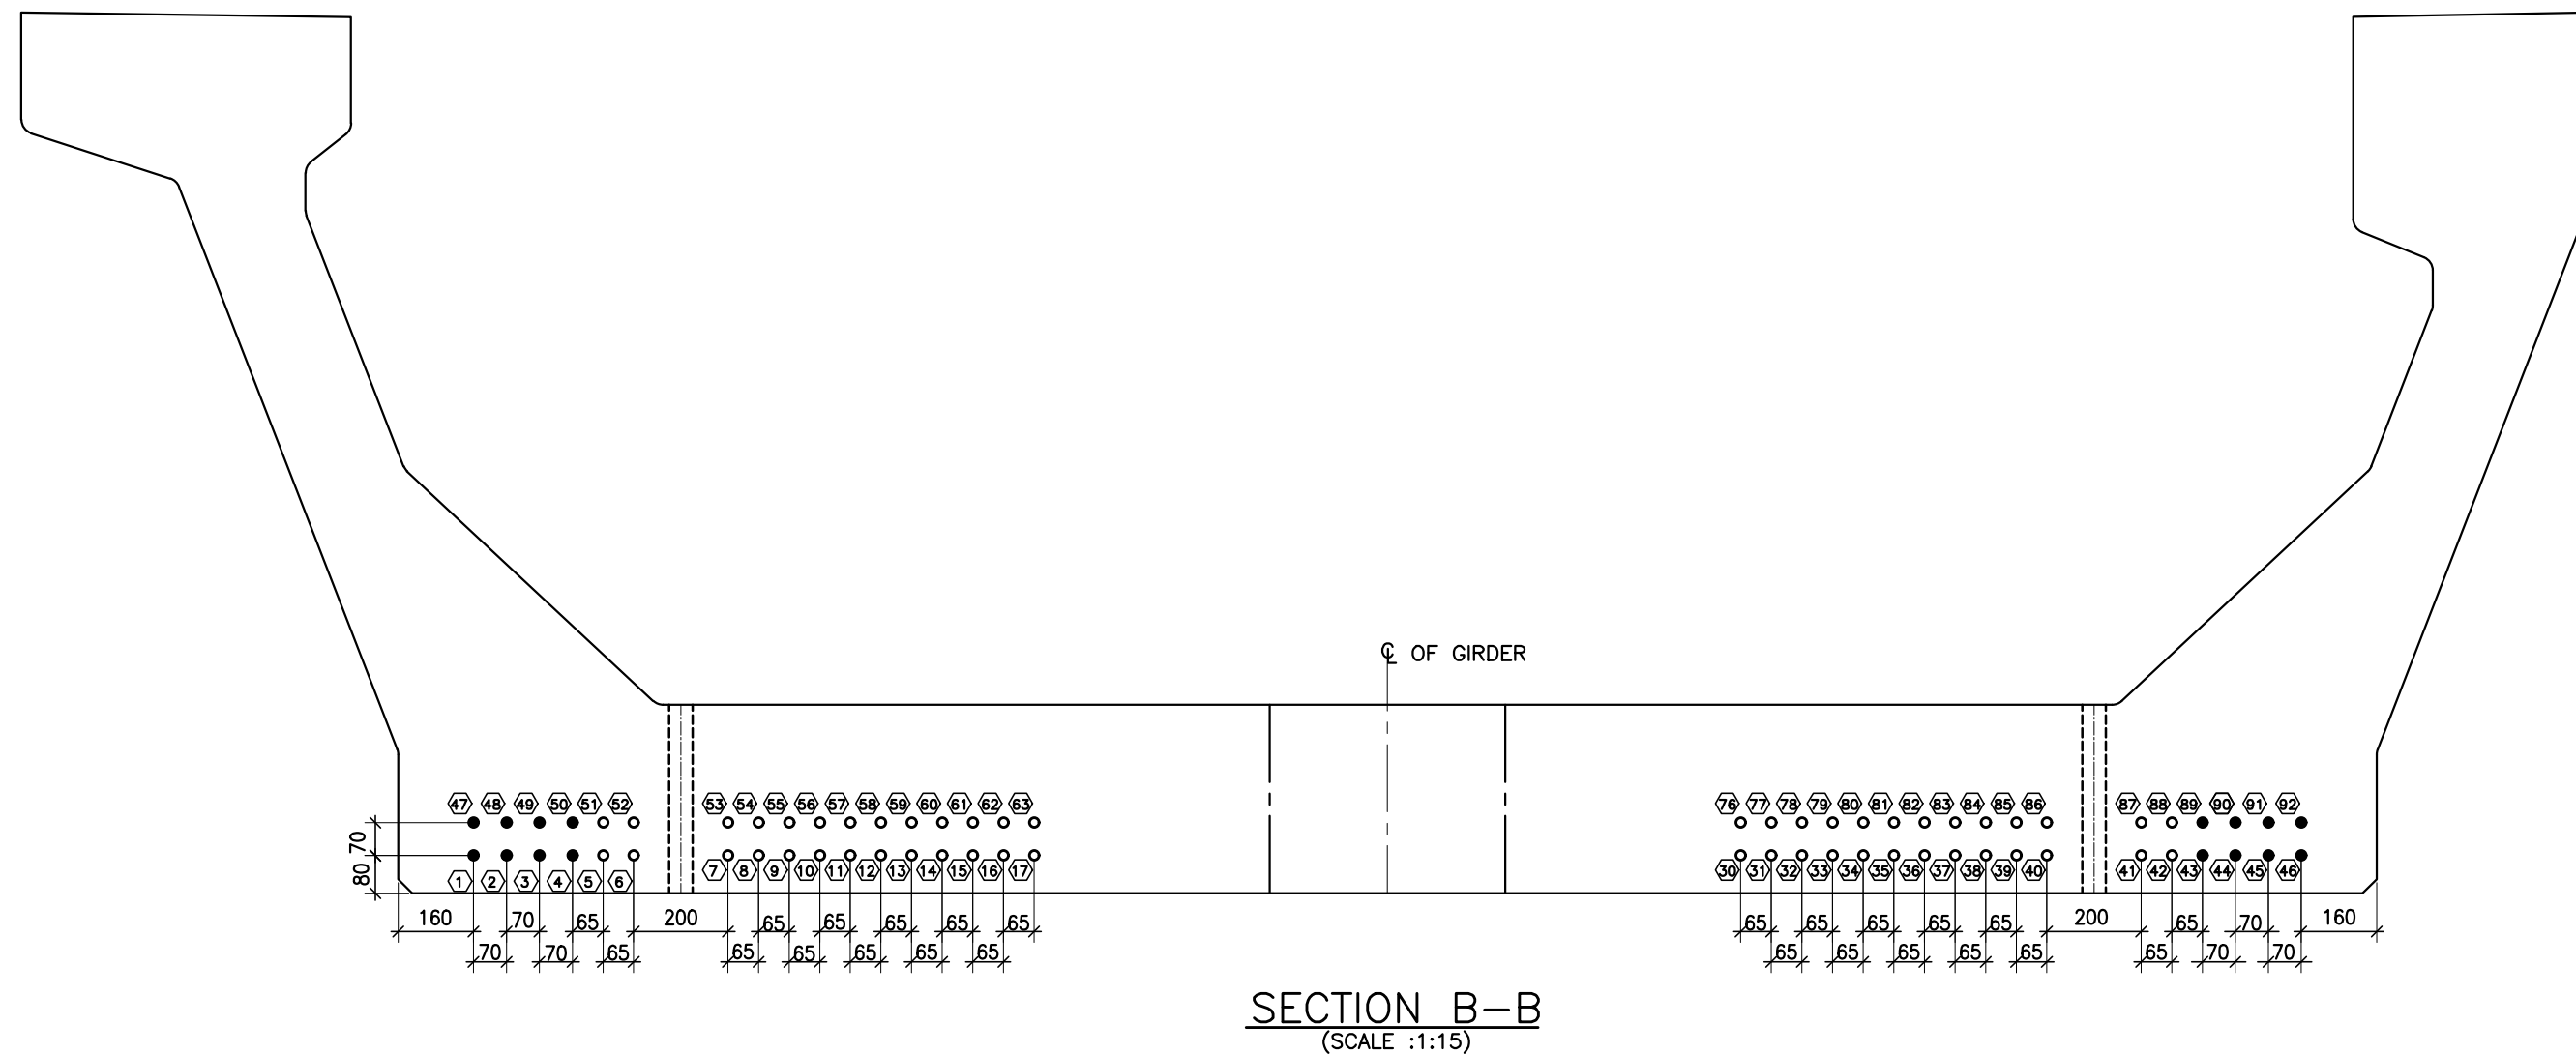 ℄ OF GIRDER
47 48 49 50 51 52 53 54 55 56 57 58 59 60 61 62 63 76 77 78 79 80 81 82 83 84 85 86 87 88 89 90 91 92
70
80
1 2 3 4 5 6 7 8 9 10 11 12 13 14 15 16 17 30 31 32 33 34 35 36 37 38 39 40 41 42 43 44 45 46
160 70 65 200 65 65 65 65 65 65 65 65 65 65 200 65 70 160
70 70 65 65 65 65 65 65 65 65 65 65 65 65 70 70
SECTION B-B
(SCALE :1:15)